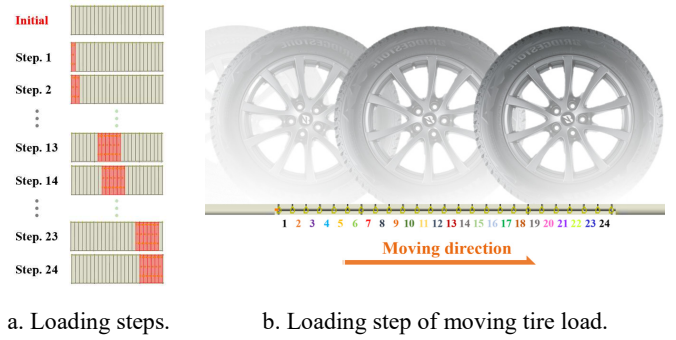 Initial
Step. 1
Step. 2
Step. 13
Step. 14
Step. 23
Step. 24
1 2 3 4 5 6 7 8 9 10 11 12 13 14 15 16 17 18 19 20 21 22 23 24
Moving direction
a. Loading steps.
b. Loading step of moving tire load.